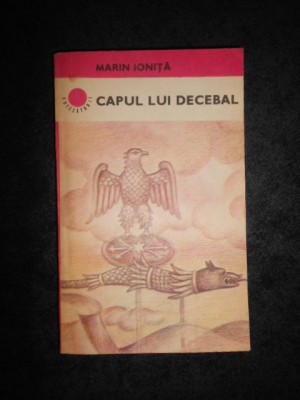 MARIN IONIȚĂ
CAPUL LUI DECEBAL